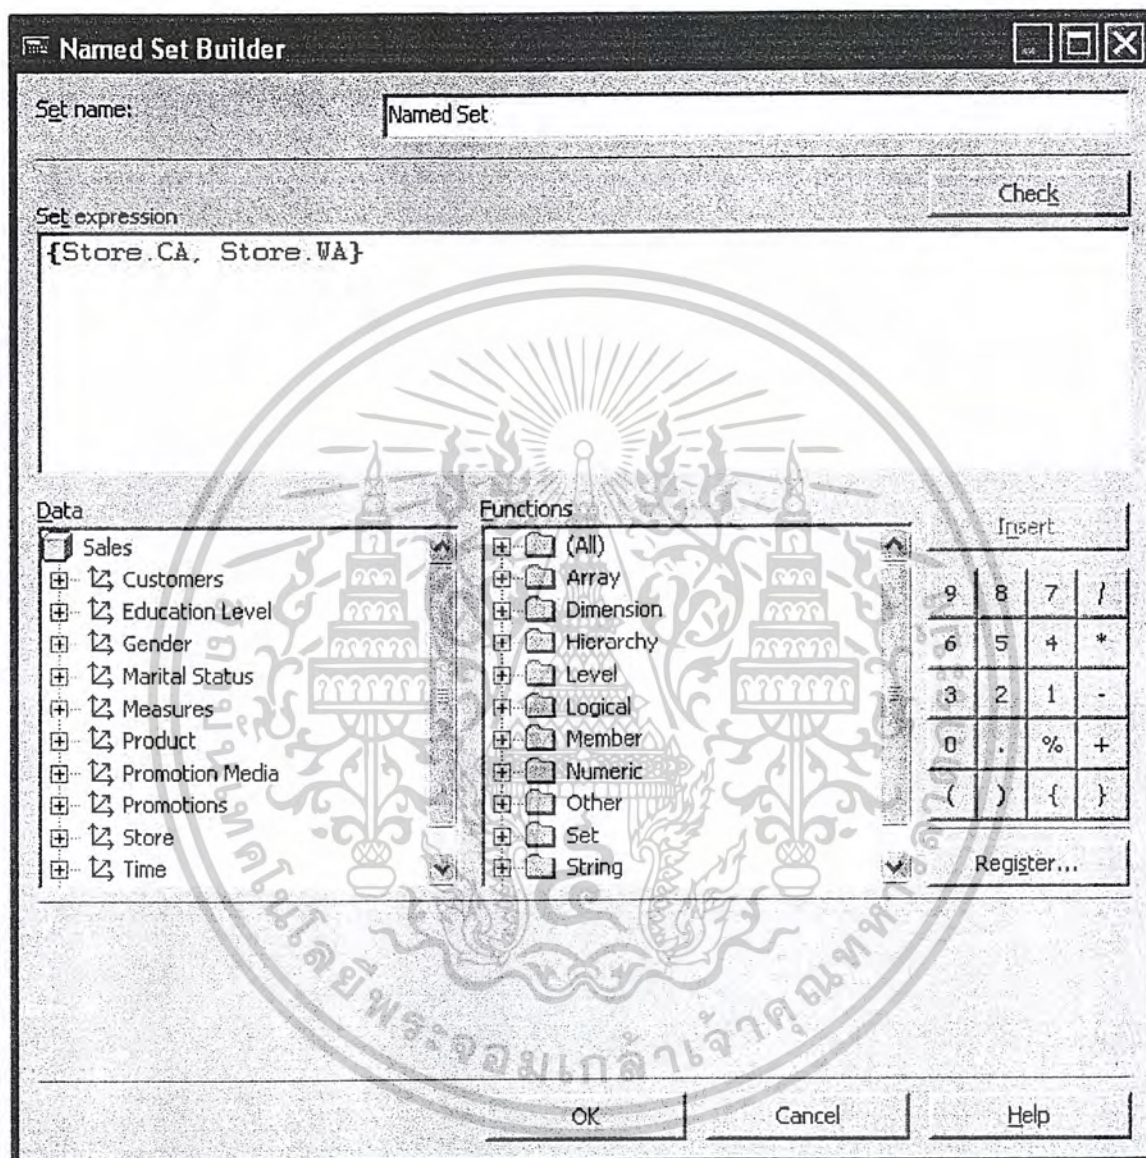 Named Set Builder
Set name:
Named Set
Check
Set expression
{Store.CA, Store.WA}
Data
Sales
Customers
Education Level
Gender
Marital Status
Measures
Product
Promotion Media
Promotions
Store
Time
Functions
(All)
Array
Dimension
Hierarchy
Level
Logical
Member
Numeric
Other
Set
String
Insert
9 8 7 /
6 5 4 *
3 2 1 -
0 . % +
( ) { }
Register...
OK
Cancel
Help